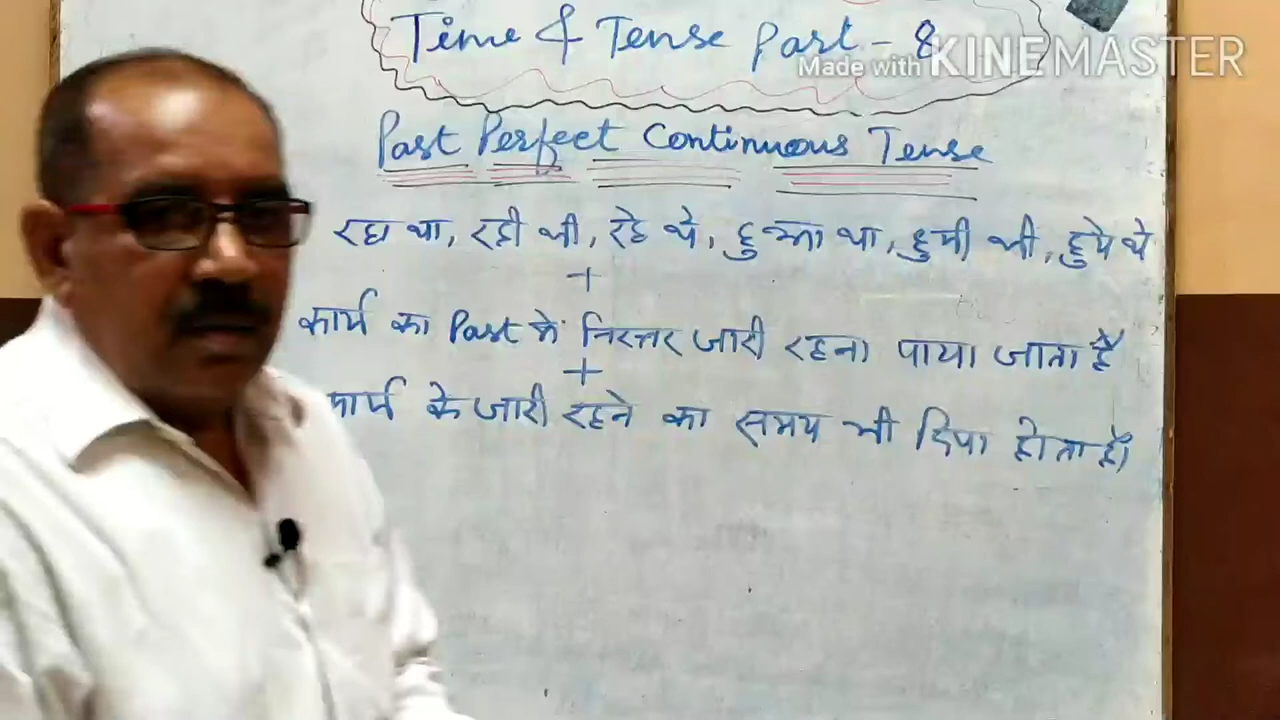 Time & Tense Part - 8
Made with KINEMASTER
Past Perfect Continuous Tense
रहा था, रही थी, रहे थे, हुआ था, हुयी थी, हुये थे
+
कार्य का Past के निरन्तर जारी रहना पाया जाता है
+
कार्य के जारी रहने का समय भी दिया होता है।